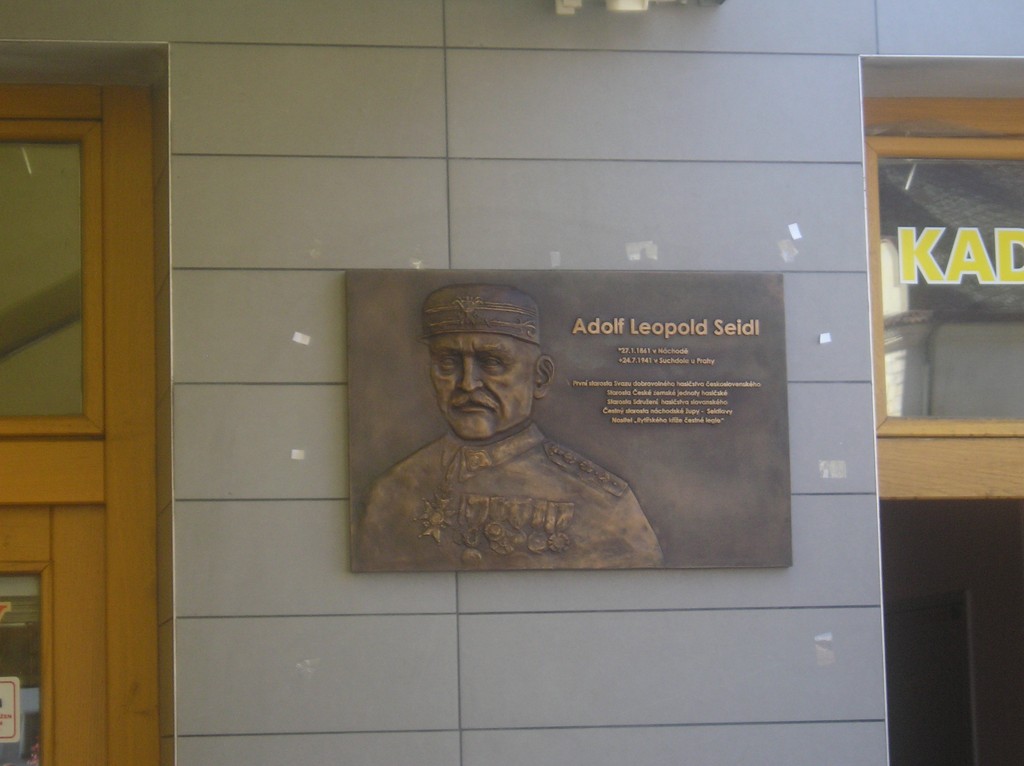 Adolf Leopold Seidl
*27.1.1861 v Náchodě
+24.7.1941 v Suchdole u Prahy
První starosta Svazu dobrovolného hasičstva československého
Starosta České zemské jednoty hasičské
Starosta Sdružení hasičstva slovanského
Čestný starosta náchodské župy - Seidlovy
Nositel „Rytířského kříže čestné legie."
KAD